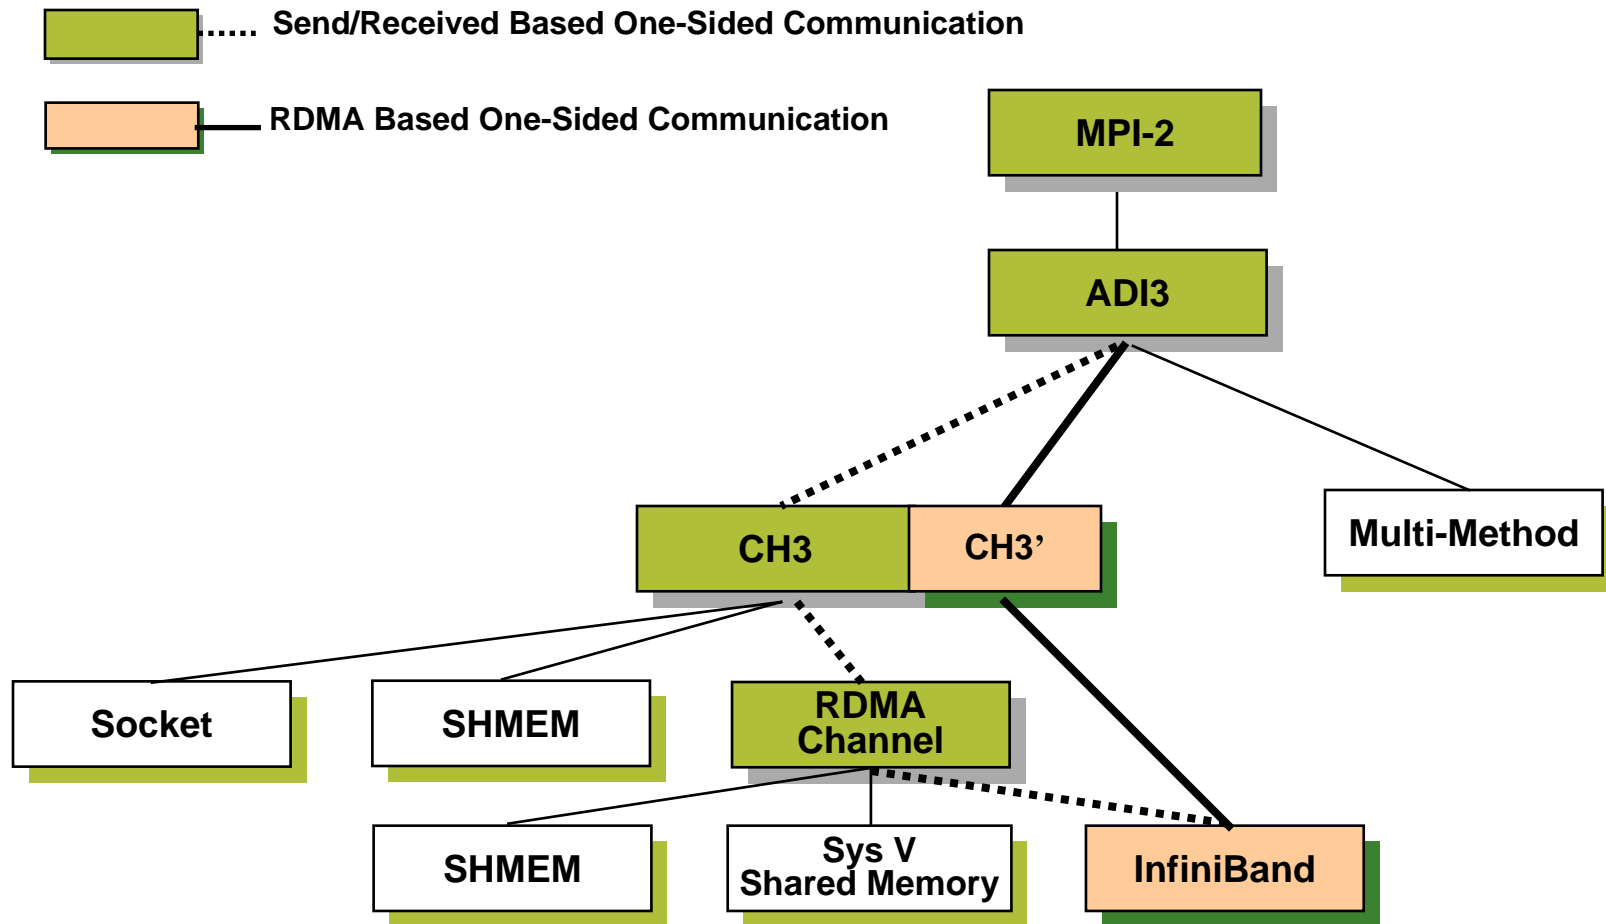 Send/Received Based One-Sided Communication
RDMA Based One-Sided Communication
MPI-2
ADI3
CH3
CH3’
Multi-Method
Socket
SHMEM
RDMA
Channel
SHMEM
Sys V
Shared Memory
InfiniBand